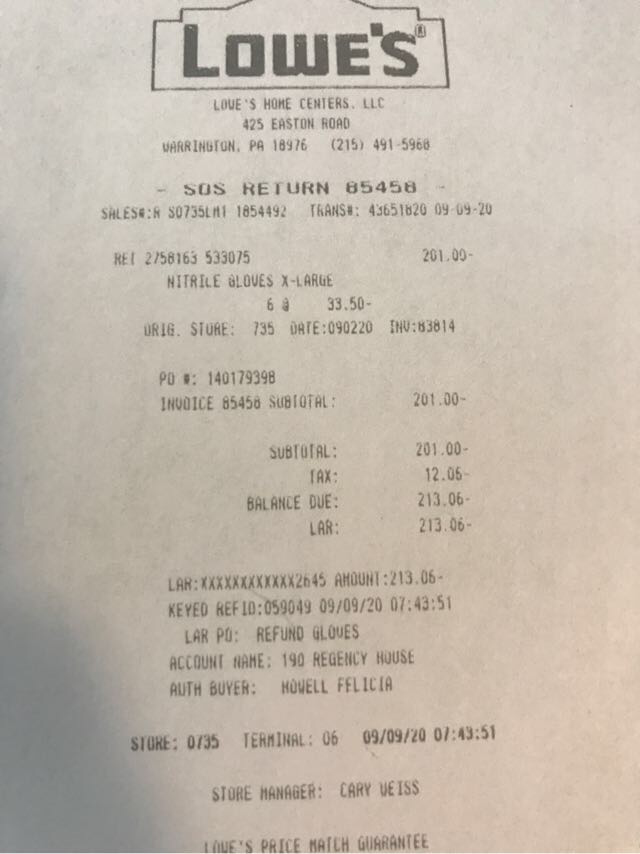 LOWE'S®
LOWE'S HOME CENTERS, LLC
425 EASTON ROAD
WARRINGTON, PA 18976 (215) 491-5968
- SOS RETURN 85458 -
SALES#:R S0735LM1 1854492 TRANS#: 43651820 09-09-20
RET 2758163 533075 201.00-
NITRILE GLOVES X-LARGE
6 @ 33.50-
ORIG. STORE: 735 DATE:090220 INV:83814
PO #: 140179398
INVOICE 85458 SUBTOTAL: 201.00-
SUBTOTAL: 201.00-
TAX: 12.06-
BALANCE DUE: 213.06-
LAR: 213.06-
LAR:XXXXXXXXXXXX2645 AMOUNT:213.06-
KEYED REFID:059049 09/09/20 07:43:51
LAR PO: REFUND GLOVES
ACCOUNT NAME: 190 REGENCY HOUSE
AUTH BUYER: HOWELL FELICIA
STORE: 0735 TERMINAL: 06 09/09/20 07:43:51
STORE MANAGER: CARY WEISS
LOWE'S PRICE MATCH GUARANTEE